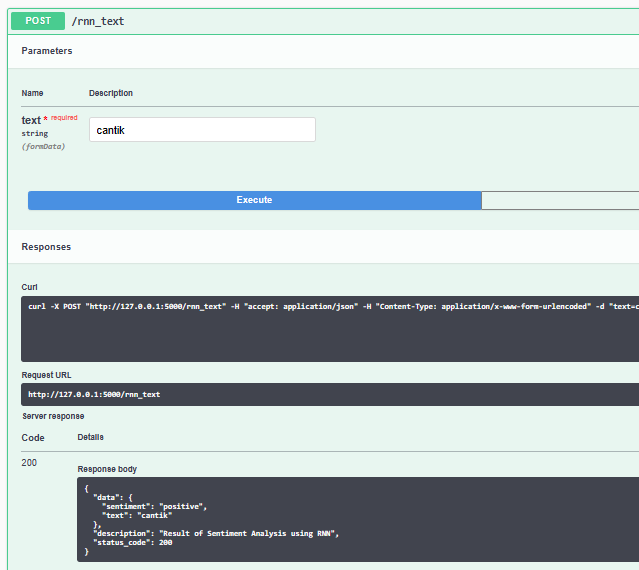 POST /rnn_text
Parameters
Name Description
text * required
string
(formData)
cantik
Execute
Responses
Curl
curl -X POST "http://127.0.0.1:5000/rnn_text" -H "accept: application/json" -H "Content-Type: application/x-www-form-urlencoded" -d "text=c
Request URL
http://127.0.0.1:5000/rnn_text
Server response
Code Details
200
Response body
{
"data": {
"sentiment": "positive",
"text": "cantik"
},
"description": "Result of Sentiment Analysis using RNN",
"status_code": 200
}